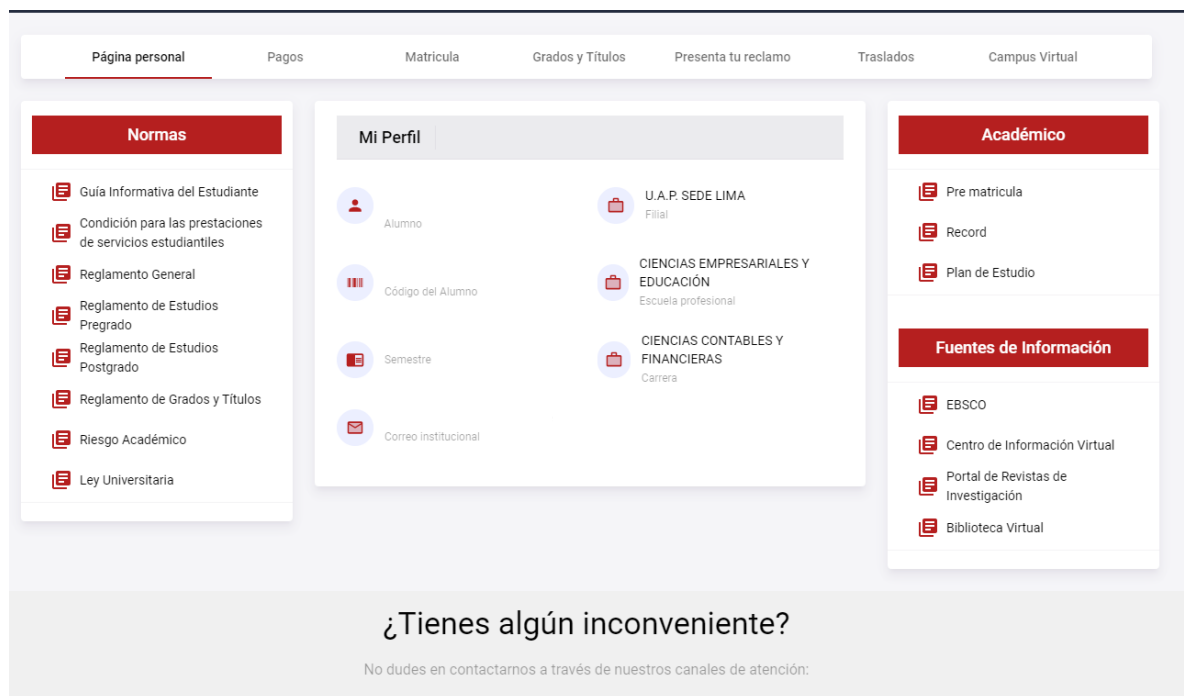 Página personal
Pagos
Matricula
Grados y Títulos
Presenta tu reclamo
Traslados
Campus Virtual
Normas
Guía Informativa del Estudiante
Condición para las prestaciones
de servicios estudiantiles
Reglamento General
Reglamento de Estudios
Pregrado
Reglamento de Estudios
Postgrado
Reglamento de Grados y Títulos
Riesgo Académico
Ley Universitaria
Mi Perfil
Alumno
Código del Alumno
Semestre
Correo institucional
U.A.P. SEDE LIMA
Filial
CIENCIAS EMPRESARIALES Y
EDUCACIÓN
Escuela profesional
CIENCIAS CONTABLES Y
FINANCIERAS
Carrera
Académico
Pre matricula
Record
Plan de Estudio
Fuentes de Información
EBSCO
Centro de Información Virtual
Portal de Revistas de
Investigación
Biblioteca Virtual
¿Tienes algún inconveniente?
No dudes en contactarnos a través de nuestros canales de atención: